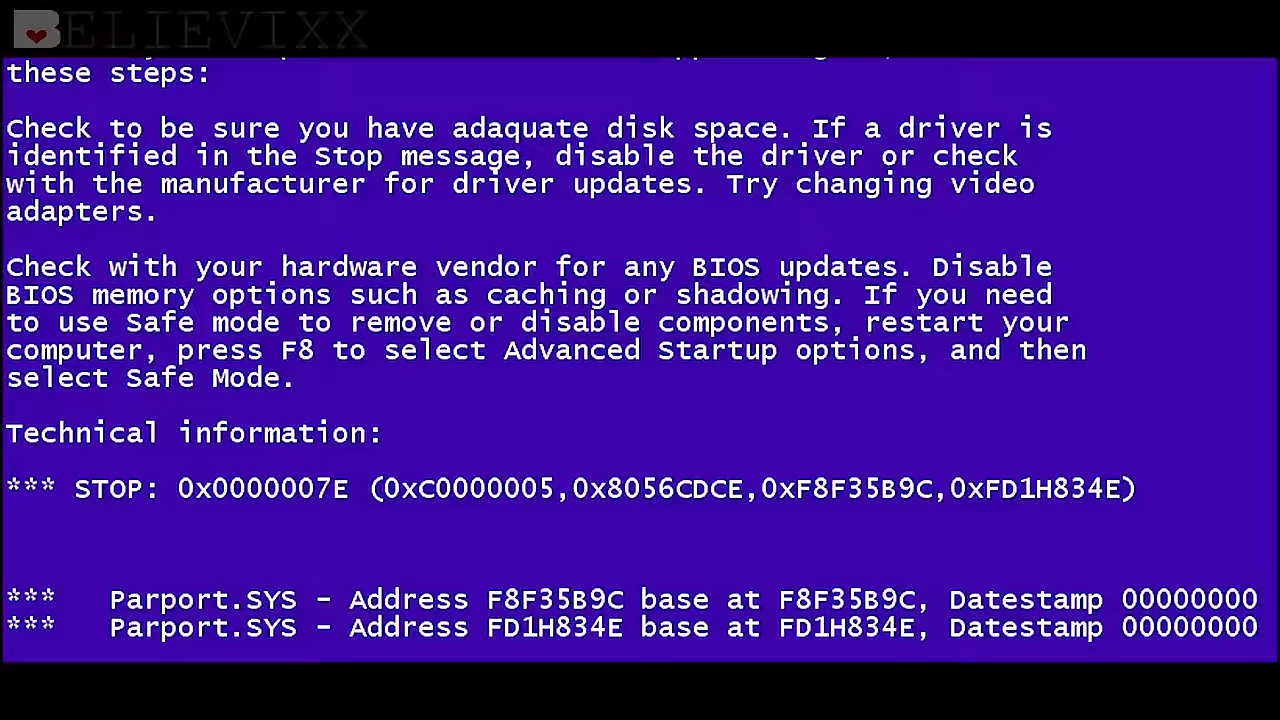 BELIEVIXX
these steps:
Check to be sure you have adaquate disk space. If a driver is
identified in the Stop message, disable the driver or check
with the manufacturer for driver updates. Try changing video
adapters.
Check with your hardware vendor for any BIOS updates. Disable
BIOS memory options such as caching or shadowing. If you need
to use Safe mode to remove or disable components, restart your
computer, press F8 to select Advanced Startup options, and then
select Safe Mode.
Technical information:
*** STOP: 0x0000007E (0xC0000005,0x8056CDCE,0xF8F35B9C,0xFD1H834E)
*** Parport.SYS - Address F8F35B9C base at F8F35B9C, Datestamp 00000000
*** Parport.SYS - Address FD1H834E base at FD1H834E, Datestamp 00000000